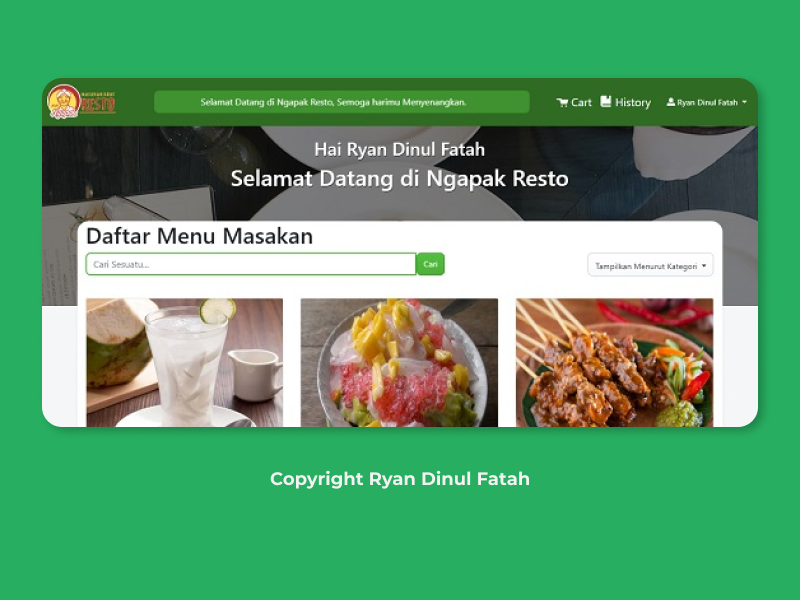 RESTO
Selamat Datang di Ngapak Resto, Semoga harimu Menyenangkan.
Cart
History
Ryan Dinul Fatah
Hai Ryan Dinul Fatah
Selamat Datang di Ngapak Resto
Daftar Menu Masakan
Cari Sesuatu...
Cari
Tampilkan Menurut Kategori
Copyright Ryan Dinul Fatah